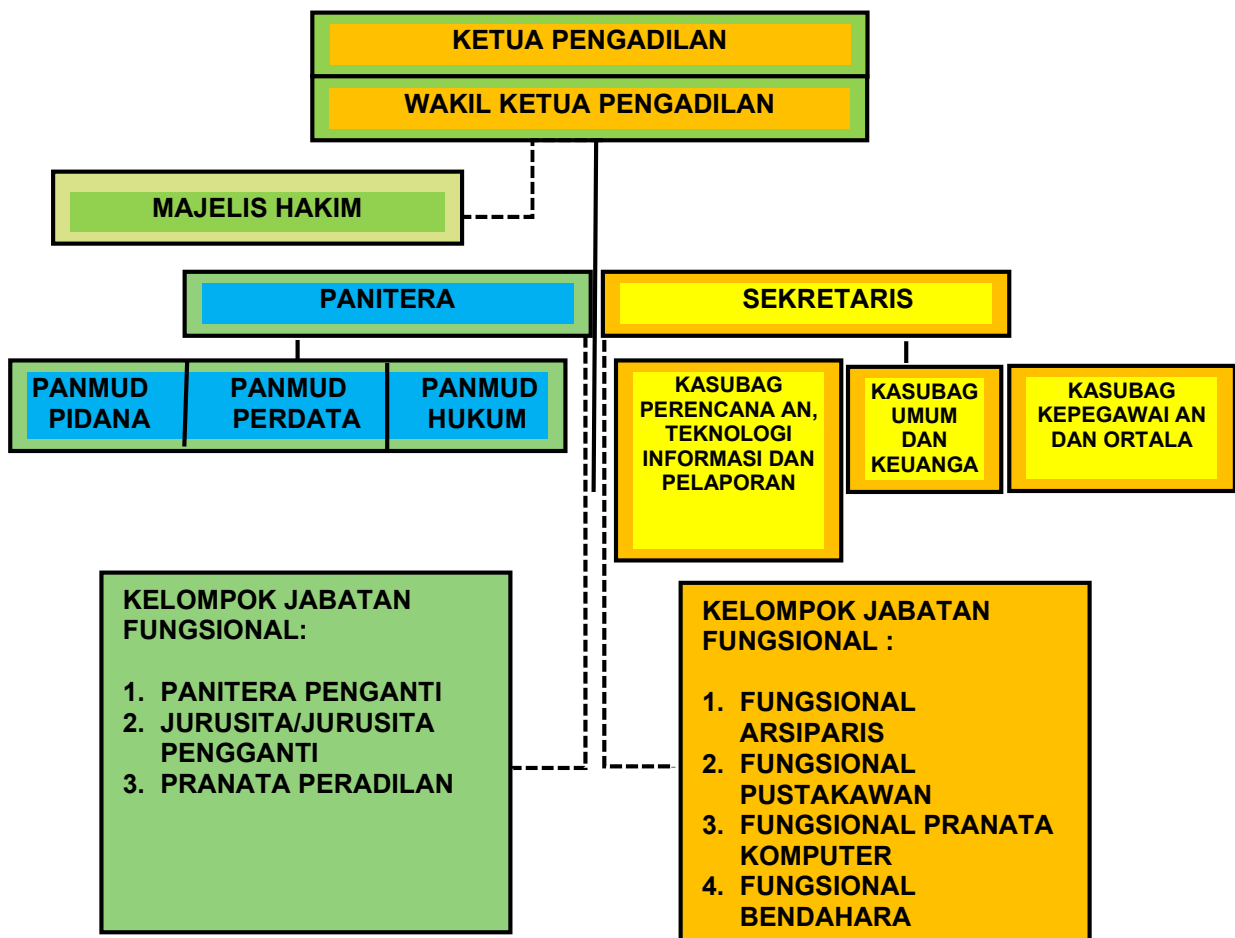 KETUA PENGADILAN
WAKIL KETUA PENGADILAN
MAJELIS HAKIM
PANITERA
SEKRETARIS
PANMUD
PIDANA
PANMUD
PERDATA
PANMUD
HUKUM
KASUBAG
PERENCANA AN,
TEKNOLOGI
INFORMASI DAN
PELAPORAN
KASUBAG
UMUM
DAN
KEUANGA
KASUBAG
KEPEGAWAI AN
DAN ORTALA
KELOMPOK JABATAN
FUNGSIONAL:
1. PANITERA PENGANTI
2. JURUSITA/JURUSITA
PENGGANTI
3. PRANATA PERADILAN
KELOMPOK JABATAN
FUNGSIONAL :
1. FUNGSIONAL
ARSIPARIS
2. FUNGSIONAL
PUSTAKAWAN
3. FUNGSIONAL PRANATA
KOMPUTER
4. FUNGSIONAL
BENDAHARA